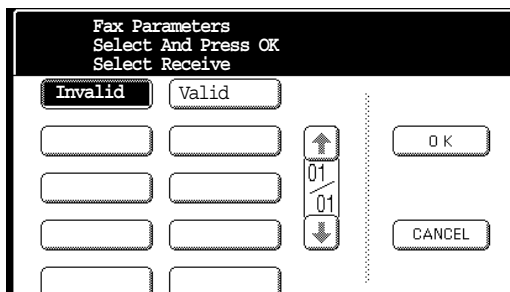 Fax Parameters
Select And Press OK
Select Receive
Invalid Valid
OK
01
01
CANCEL